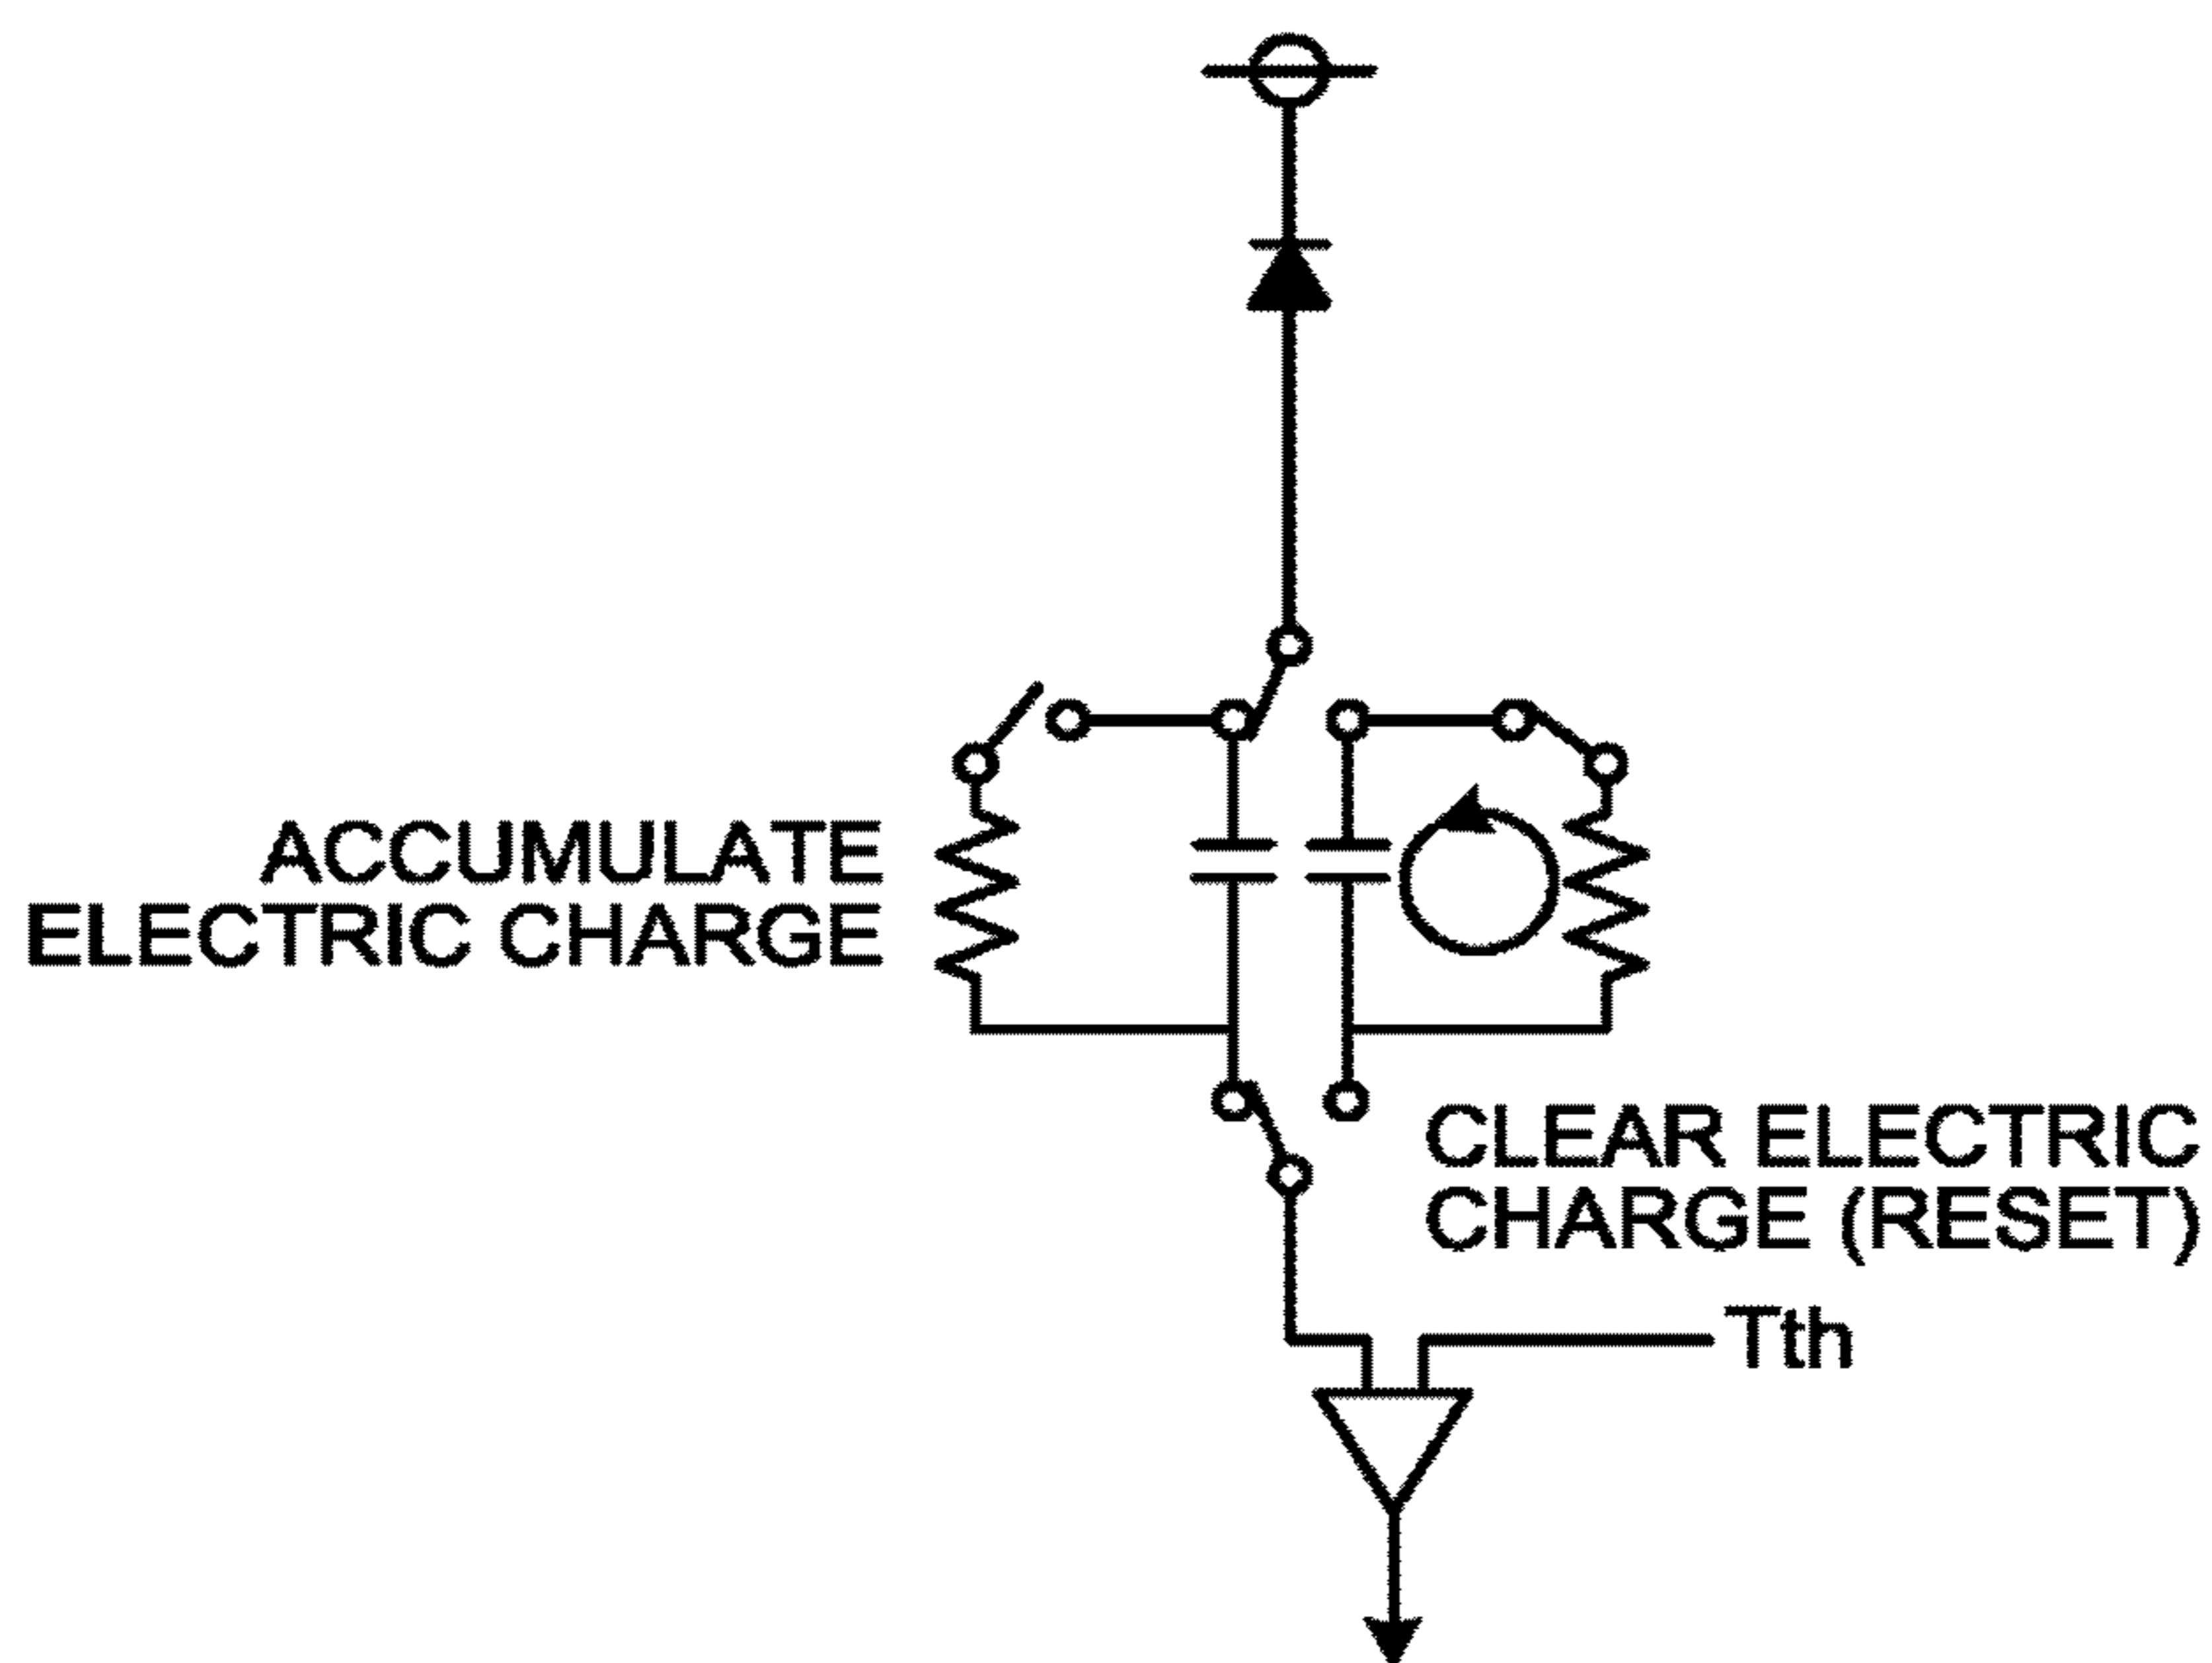 ACCUMULATE
ELECTRIC CHARGE
CLEAR ELECTRIC
CHARGE (RESET)
Tth